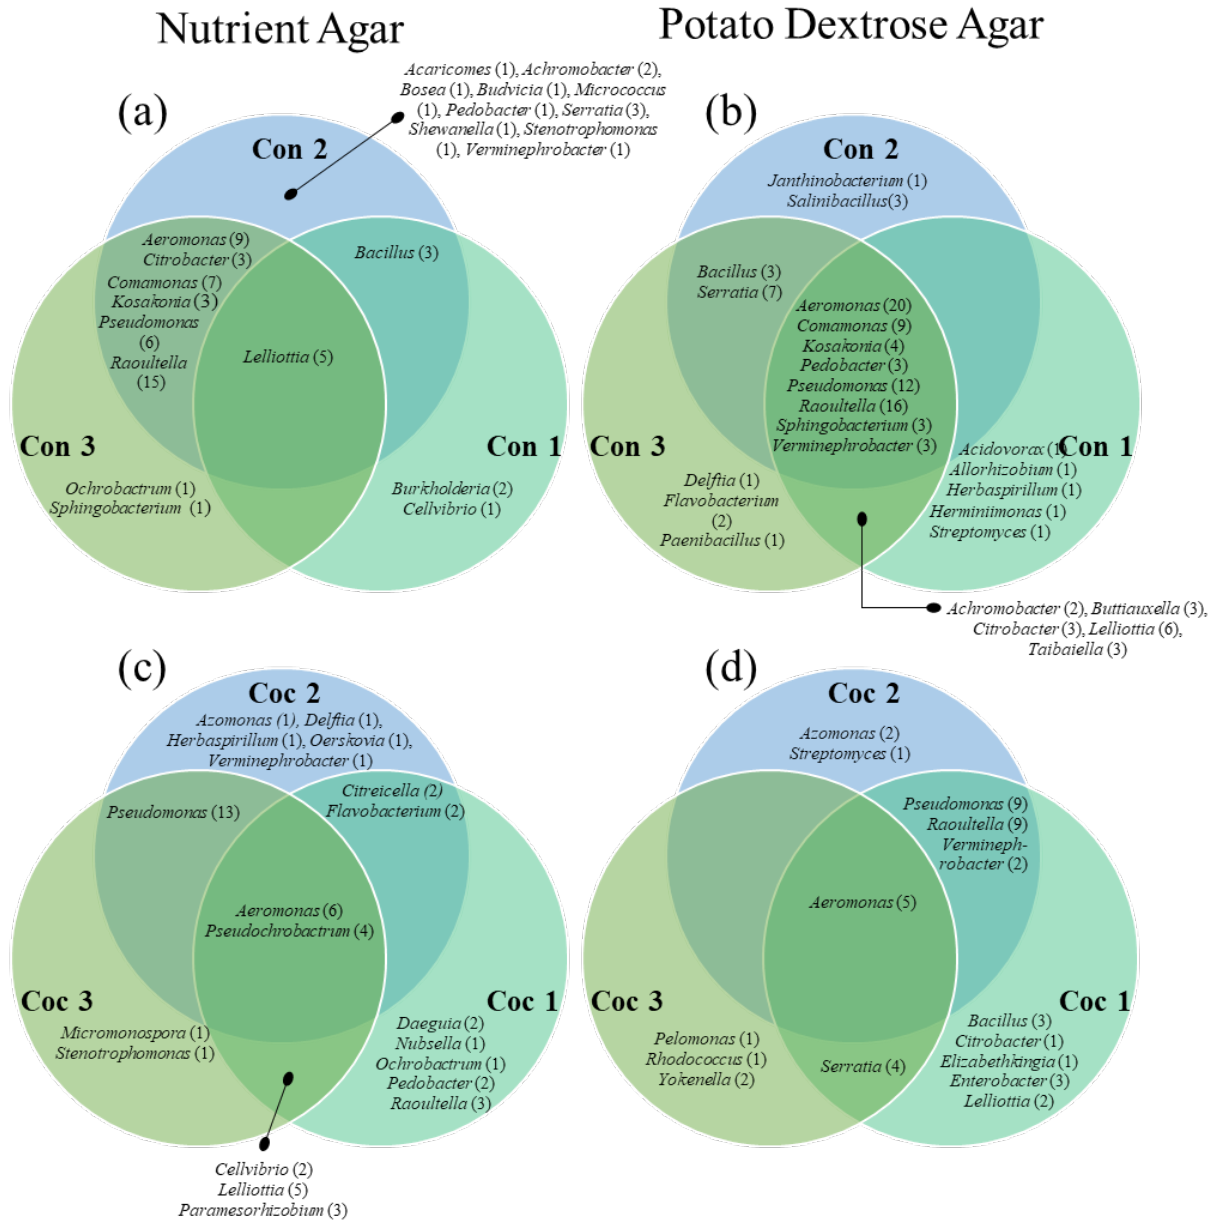 Nutrient Agar
Potato Dextrose Agar
(a)
Acaricomes (1), Achromobacter (2),
Bosea (1), Budvicia (1), Micrococcus
(1), Pedobacter (1), Serratia (3),
Shewanella (1), Stenotrophomonas
(1), Verminephrobacter (1)
Con 2
Aeromonas (9)
Citrobacter (3)
Comamonas (7)
Kosakonia (3)
Pseudomonas
(6)
Raoultella
(15)
Bacillus (3)
Lelliottia (5)
Con 3
Con 1
Ochrobactrum (1)
Sphingobacterium (1)
Burkholderia (2)
Cellvibrio (1)
(b)
Con 2
Janthinobacterium (1)
Salinibacillus(3)
Bacillus (3)
Serratia (7)
Aeromonas (20)
Comamonas (9)
Kosakonia (4)
Pedobacter (3)
Pseudomonas (12)
Raoultella (16)
Sphingobacterium (3)
Verminephrobacter (3)
Con 3
Con 1
Delftia (1)
Flavobacterium
(2)
Paenibacillus (1)
Acidovorax (1)
Allorhizobium (1)
Herbaspirillum (1)
Herminiimonas (1)
Streptomyces (1)
Achromobacter (2), Buttiauxella (3),
Citrobacter (3), Lelliottia (6),
Taibaiella (3)
(c)
Coc 2
Azomonas (1), Delftia (1),
Herbaspirillum (1), Oerskovia (1),
Verminephrobacter (1)
Pseudomonas (13)
Citreicella (2)
Flavobacterium (2)
Aeromonas (6)
Pseudochrobactrum (4)
Coc 3
Coc 1
Micromonospora (1)
Stenotrophomonas (1)
Daeguia (2)
Nubsella (1)
Ochrobactrum (1)
Pedobacter (2)
Raoultella (3)
Cellvibrio (2)
Lelliottia (5)
Paramesorhizobium (3)
(d)
Coc 2
Azomonas (2)
Streptomyces (1)
Pseudomonas (9)
Raoultella (9)
Vermineph-
robacter (2)
Aeromonas (5)
Coc 3
Coc 1
Pelomonas (1)
Rhodococcus (1)
Yokenella (2)
Serratia (4)
Bacillus (3)
Citrobacter (1)
Elizabethkingia (1)
Enterobacter (3)
Lelliottia (2)